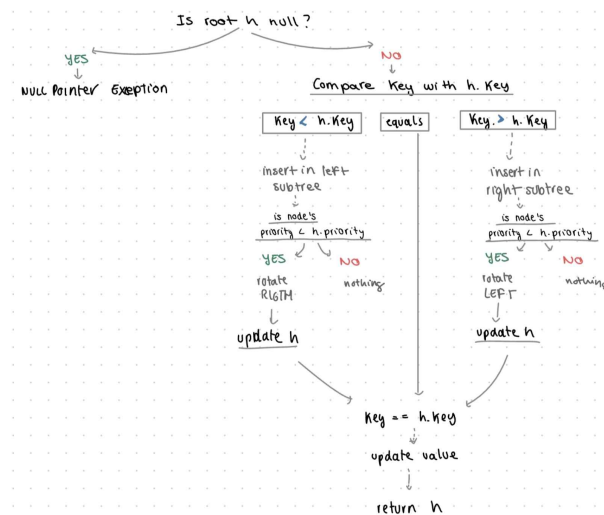 Is root h null?
YES
NULL Pointer Exeption
NO
Compare Key with h. Key
Key < h. Key
equals
Key. > h. Key
insert in left
subtree
is node's
priority < h. priority
YES
NO
rotate
RIGTH
nothing
update h
insert in
right subtree
is node's
priority < h. priority
YES
NO
rotate
LEFT
nothing
update h
Key == h. Key
update value
return h